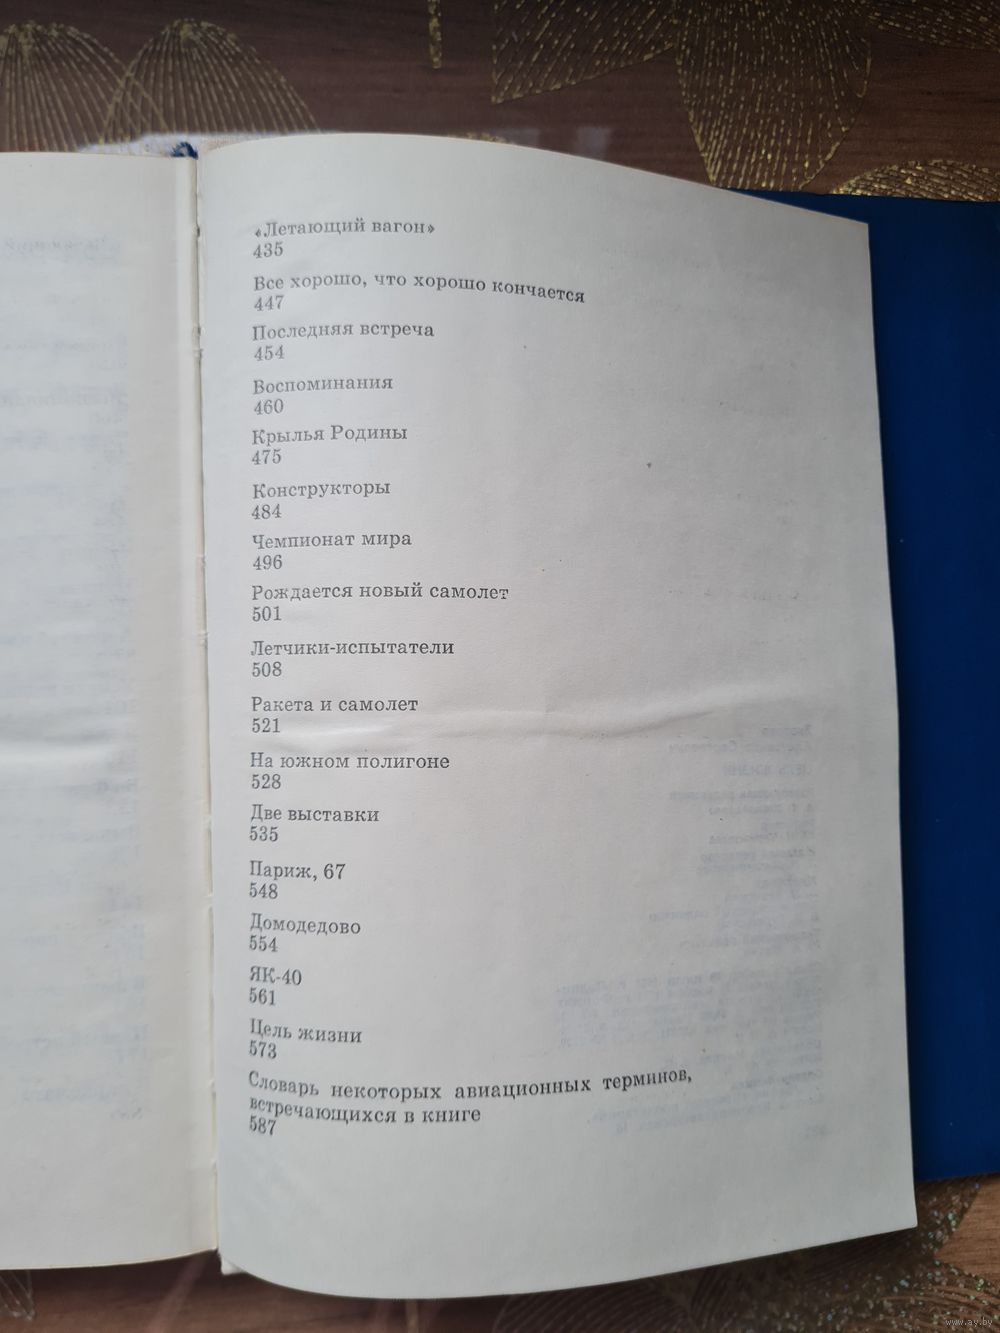 «Летающий вагон»
435
Все хорошо, что хорошо кончается
447
Последняя встреча
454
Воспоминания
460
Крылья Родины
475
Конструкторы
484
Чемпионат мира
496
Рождается новый самолет
501
Летчики-испытатели
508
Ракета и самолет
521
На южном полигоне
528
Две выставки
535
Париж, 67
548
Домодедово
554
ЯК-40
561
Цель жизни
573
Словарь некоторых авиационных терминов,
встречающихся в книге
587
www.ay.by